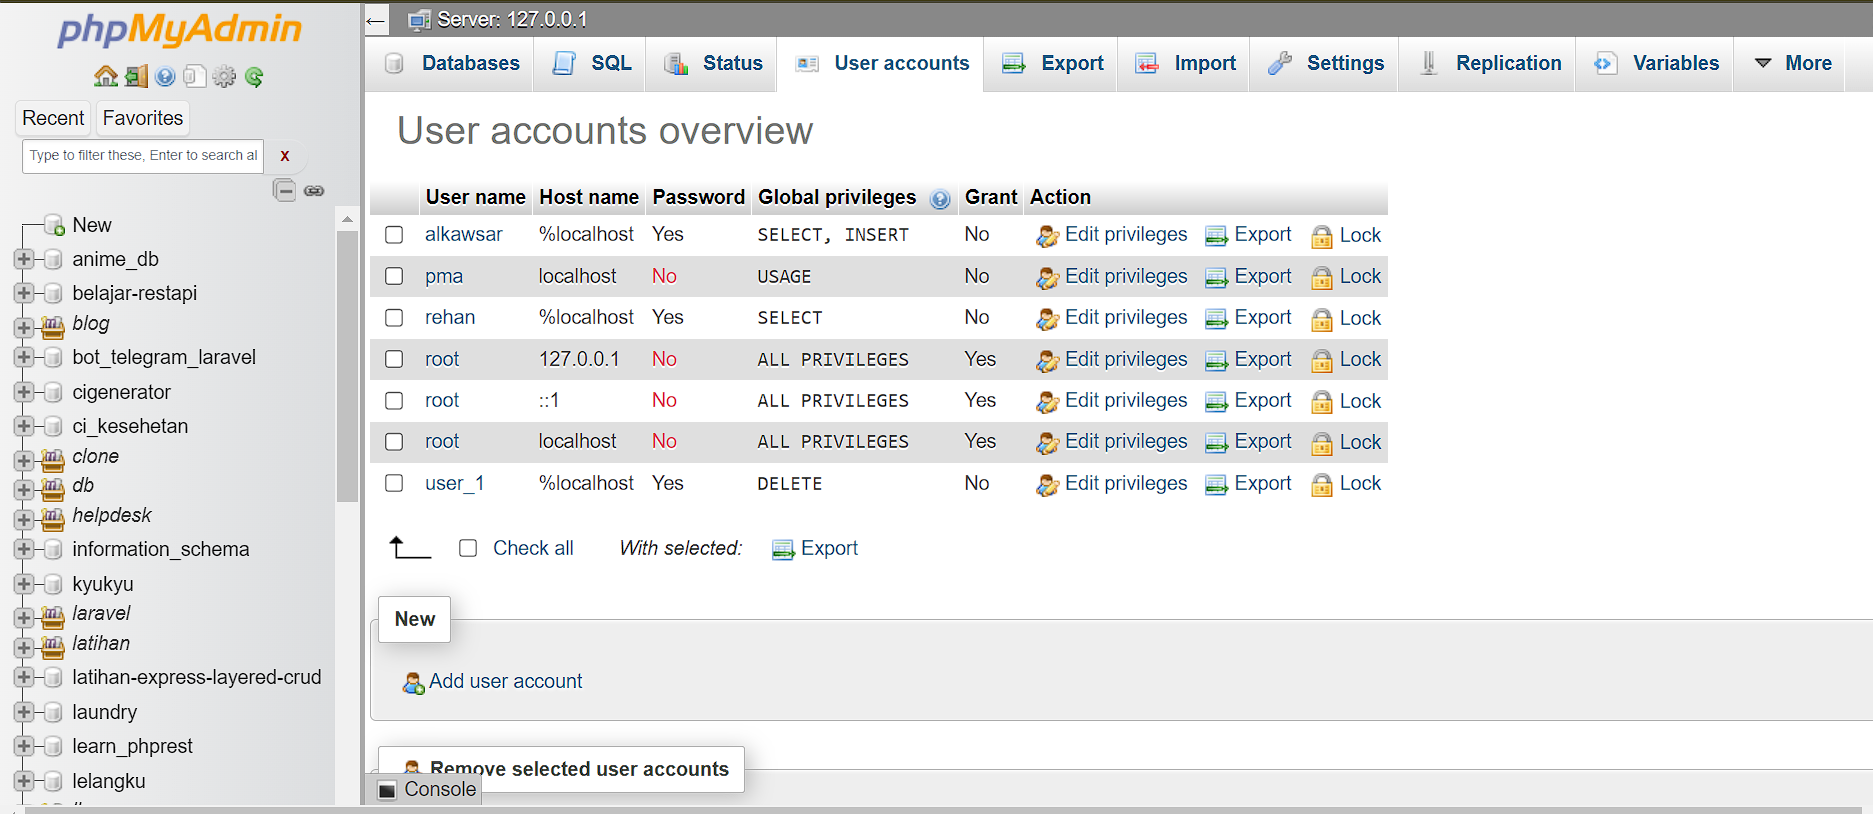 phpMyAdmin
Recent Favorites
Type to filter these, Enter to search al X
New
anime_db
belajar-restapi
blog
bot_telegram_laravel
cigenerator
ci_kesehetan
clone
db
helpdesk
information_schema
kyukyu
laravel
latihan
latihan-express-layered-crud
laundry
learn_phprest
lelangku
← Server: 127.0.0.1
Databases SQL Status User accounts Export Import Settings Replication Variables More
User accounts overview
User name Host name Password Global privileges Grant Action
alkawsar %localhost Yes SELECT, INSERT No Edit privileges Export Lock
pma localhost No USAGE No Edit privileges Export Lock
rehan %localhost Yes SELECT No Edit privileges Export Lock
root 127.0.0.1 No ALL PRIVILEGES Yes Edit privileges Export Lock
root ::1 No ALL PRIVILEGES Yes Edit privileges Export Lock
root localhost No ALL PRIVILEGES Yes Edit privileges Export Lock
user_1 %localhost Yes DELETE No Edit privileges Export Lock
Check all With selected: Export
New
Add user account
Remove selected user accounts
Console